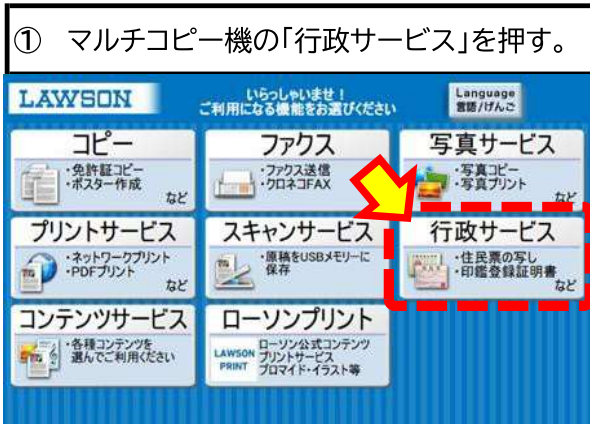 ① マルチコピー機の「行政サービス」を押す。
LAWSON
いらっしゃいませ！
ご利用になる機能をお選びください
Language
言語/げんご
コピー
・免許証コピー
・ポスター作成
など
ファクス
・ファクス送信
・クロネコFAX
写真サービス
・写真コピー
・写真プリント
など
プリントサービス
・ネットワークプリント
・PDFプリント
など
スキャンサービス
・原稿をUSBメモリーに
保存
行政サービス
・住民票の写し
・印鑑登録証明書
など
コンテンツサービス
・各種コンテンツを
選んでご利用ください
ローソンプリント
LAWSON
PRINT
ローソン公式コンテンツ
プリントサービス
ブロマイド・イラスト等